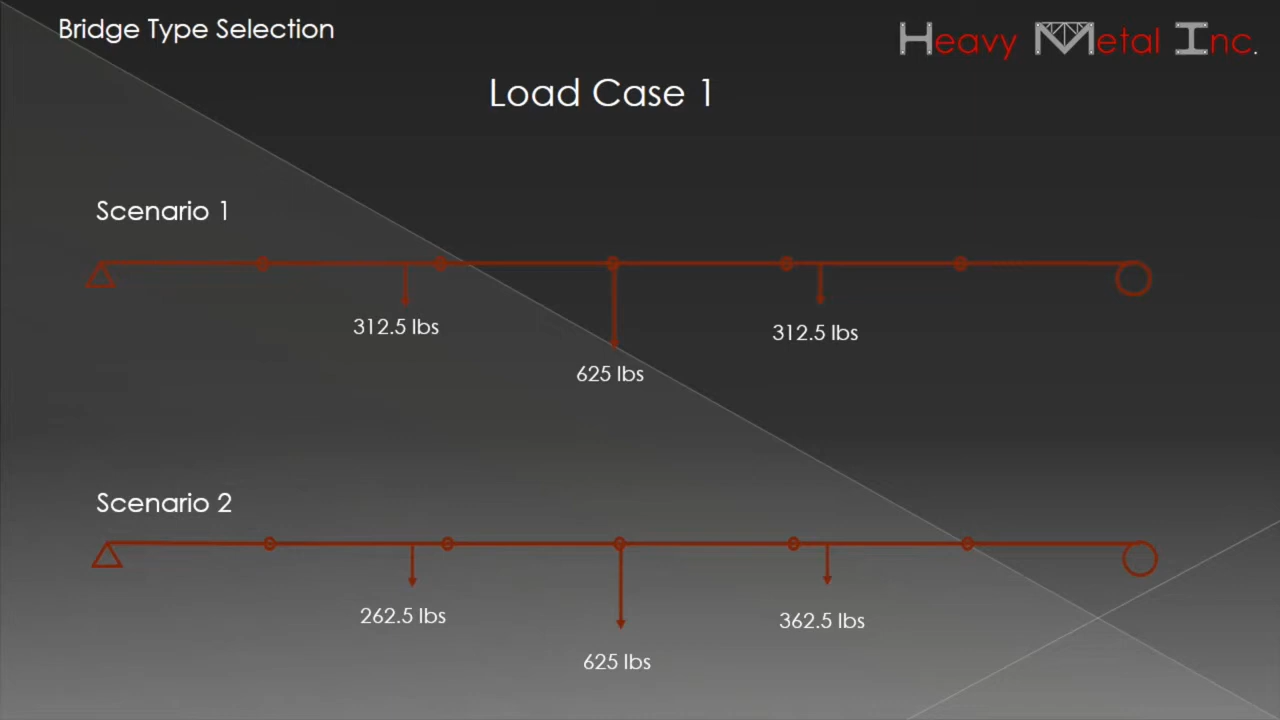 Bridge Type Selection
Heavy Metal Inc.
Load Case 1
Scenario 1
312.5 lbs
312.5 lbs
625 lbs
Scenario 2
262.5 lbs
362.5 lbs
625 lbs